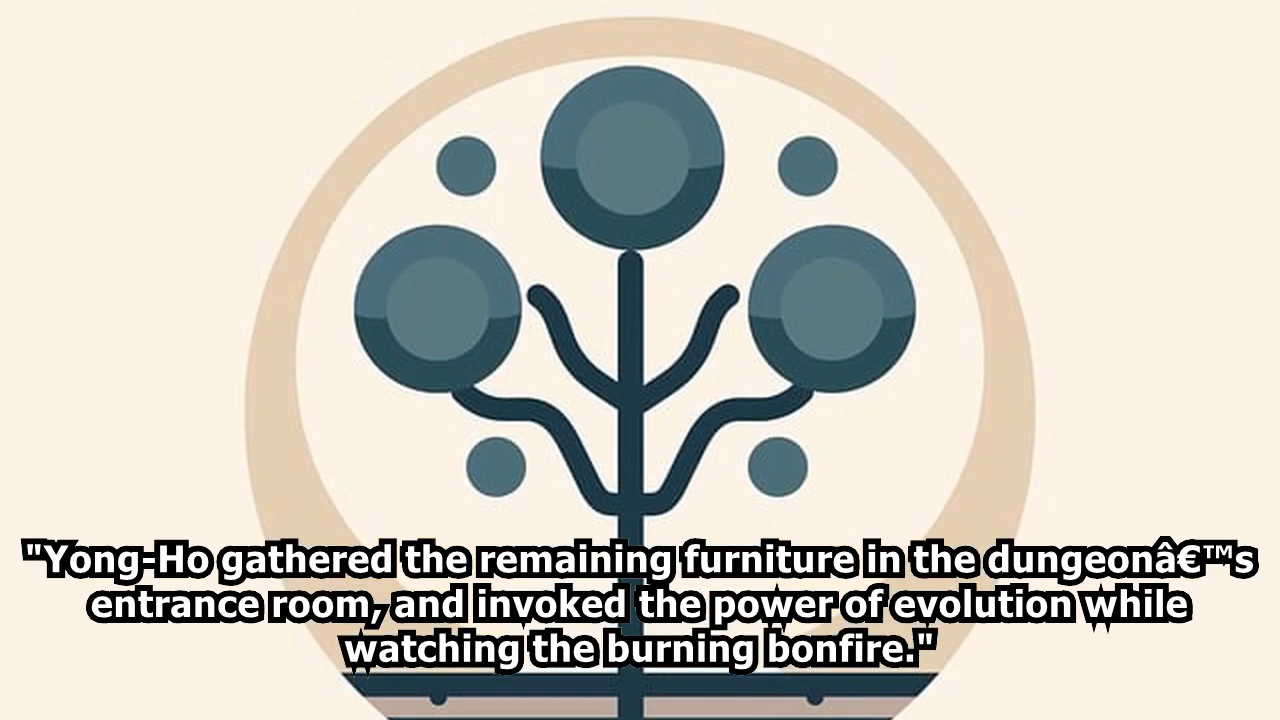 "Yong-Ho gathered the remaining furniture in the dungeonâ€™s
entrance room, and invoked the power of evolution while
watching the burning bonfire."